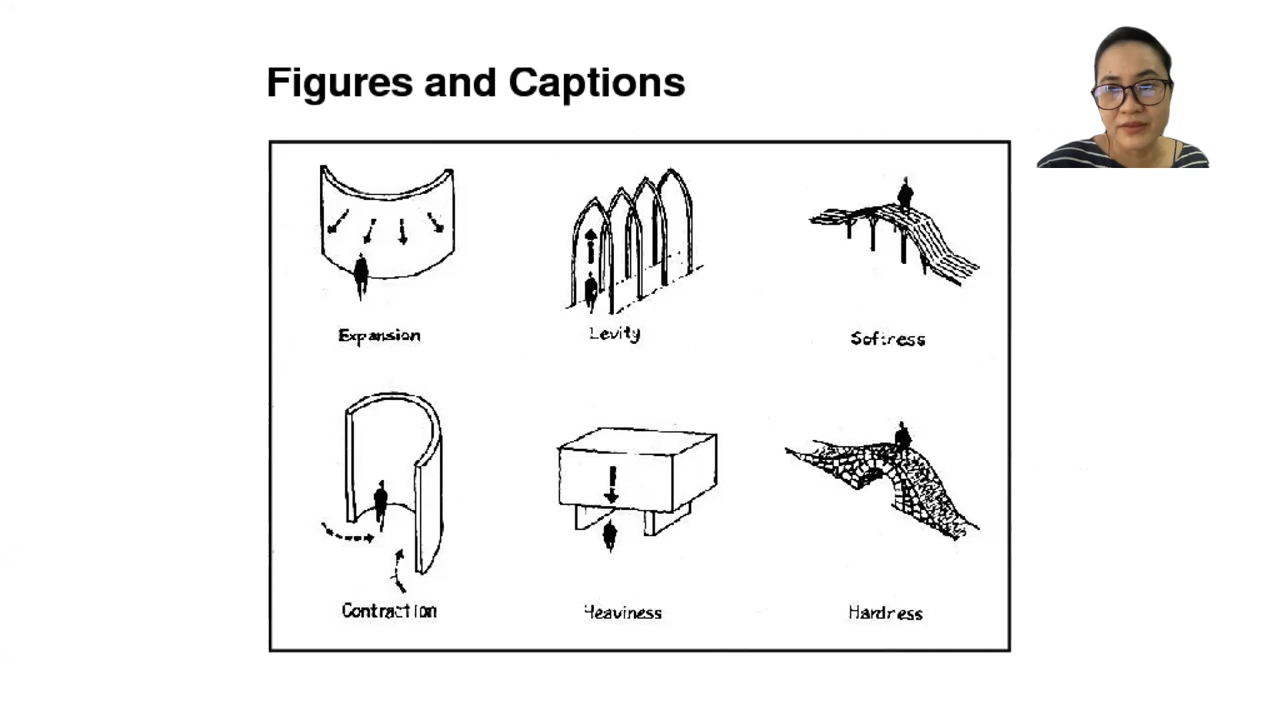 Figures and Captions
Expansion
Levity
Softness
Contraction
Heaviness
Hardness